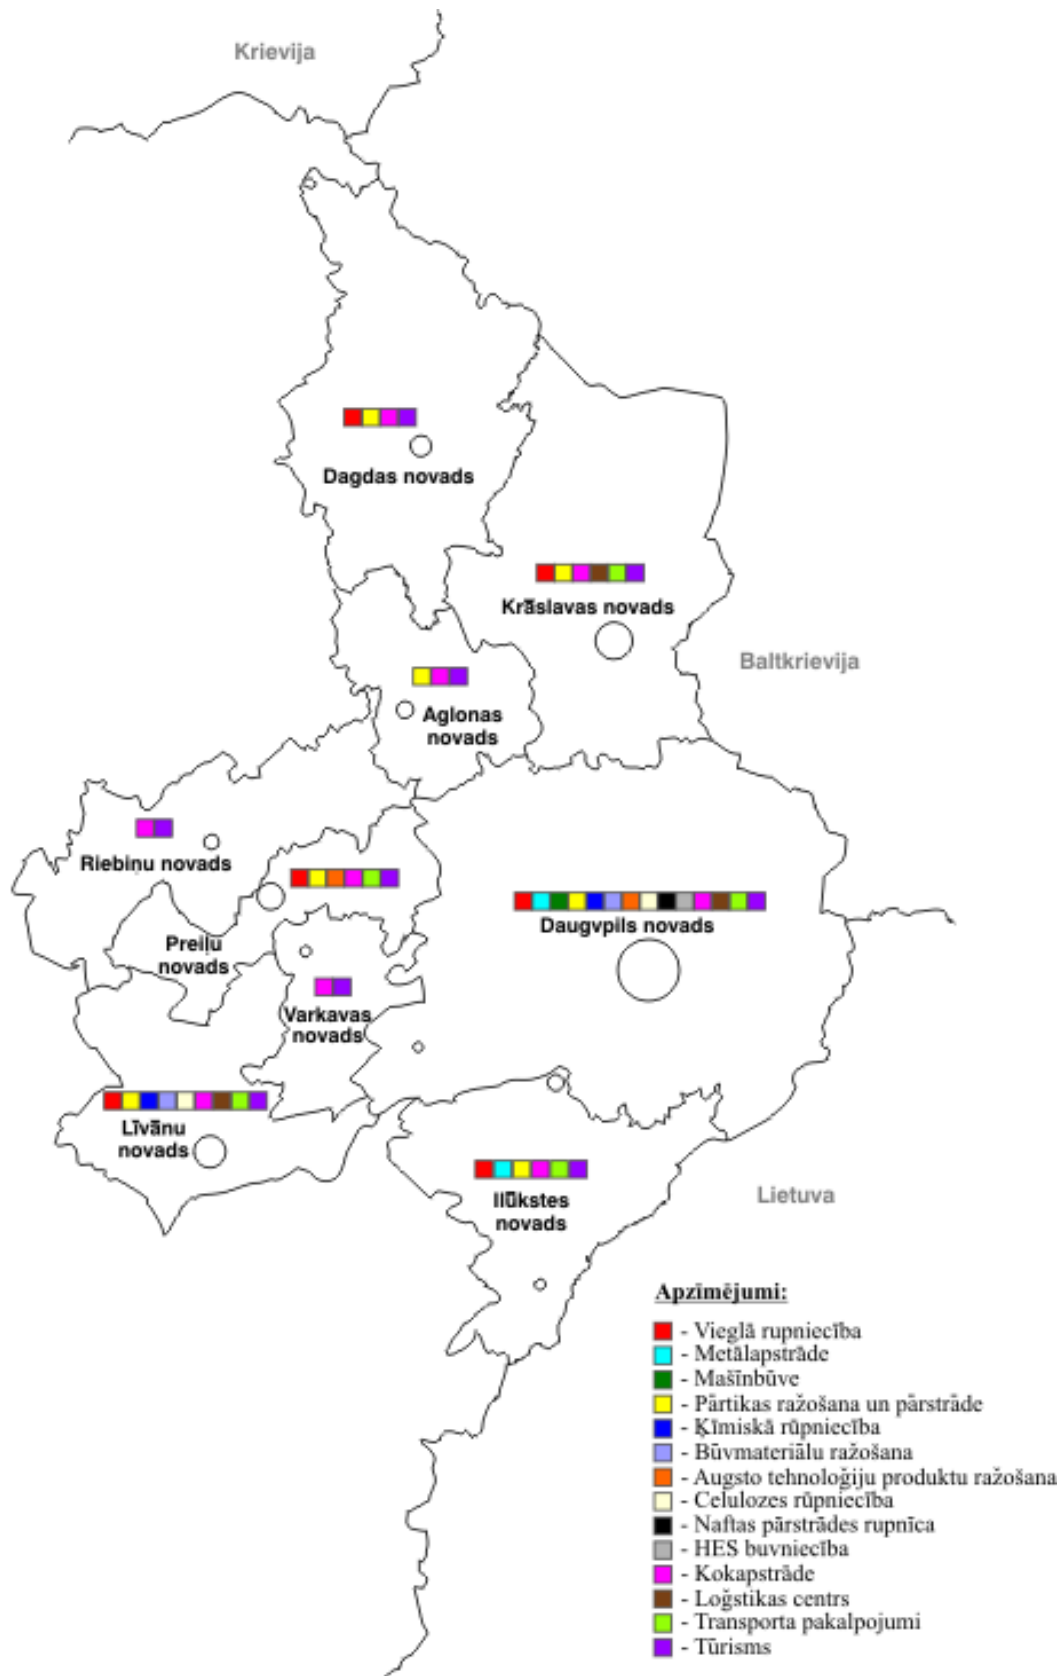 Krievija
Dagdas novads
Krāslavas novads
Baltkrievija
Aglonas
novads
Riebiņu novads
Preiļu
novads
Daugvpils novads
Varkavas
novads
Līvānu
novads
Ilūkstes
novads
Lietuva
Apzīmējumi:
- Vieglā rupniecība
- Metālapstrāde
- Mašīnbūve
- Pārtikas ražošana un pārstrāde
- Ķīmiskā rūpniecība
- Būvmateriālu ražošana
- Augsto tehnoloģiju produktu ražošana
- Celulozes rūpniecība
- Naftas pārstrādes rupnīca
- HES buvniecība
- Kokapstrāde
- Loģstikas centrs
- Transporta pakalpojumi
- Tūrisms